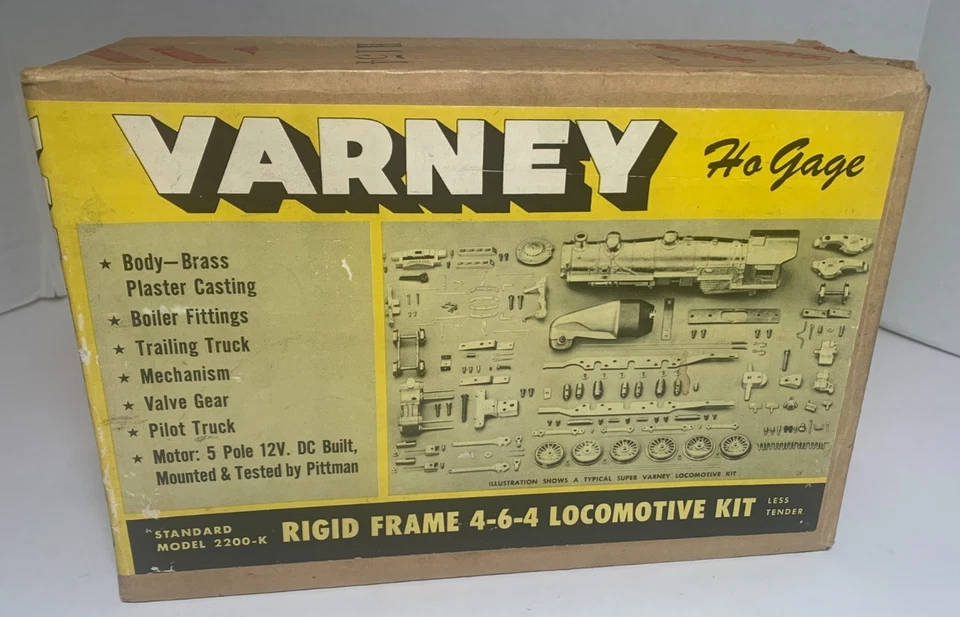 H124
VARNEY
Ho Gage
★ Body—Brass
Plaster Casting
★ Boiler Fittings
★ Trailing Truck
★ Mechanism
★ Valve Gear
★ Pilot Truck
★ Motor: 5 Pole 12V. DC Built,
Mounted & Tested by Pittman
ILLUSTRATION SHOWS A TYPICAL SUPER VARNEY LOCOMOTIVE KIT
STANDARD
MODEL 2200-K
RIGID FRAME 4-6-4 LOCOMOTIVE KIT
LESS
TENDER